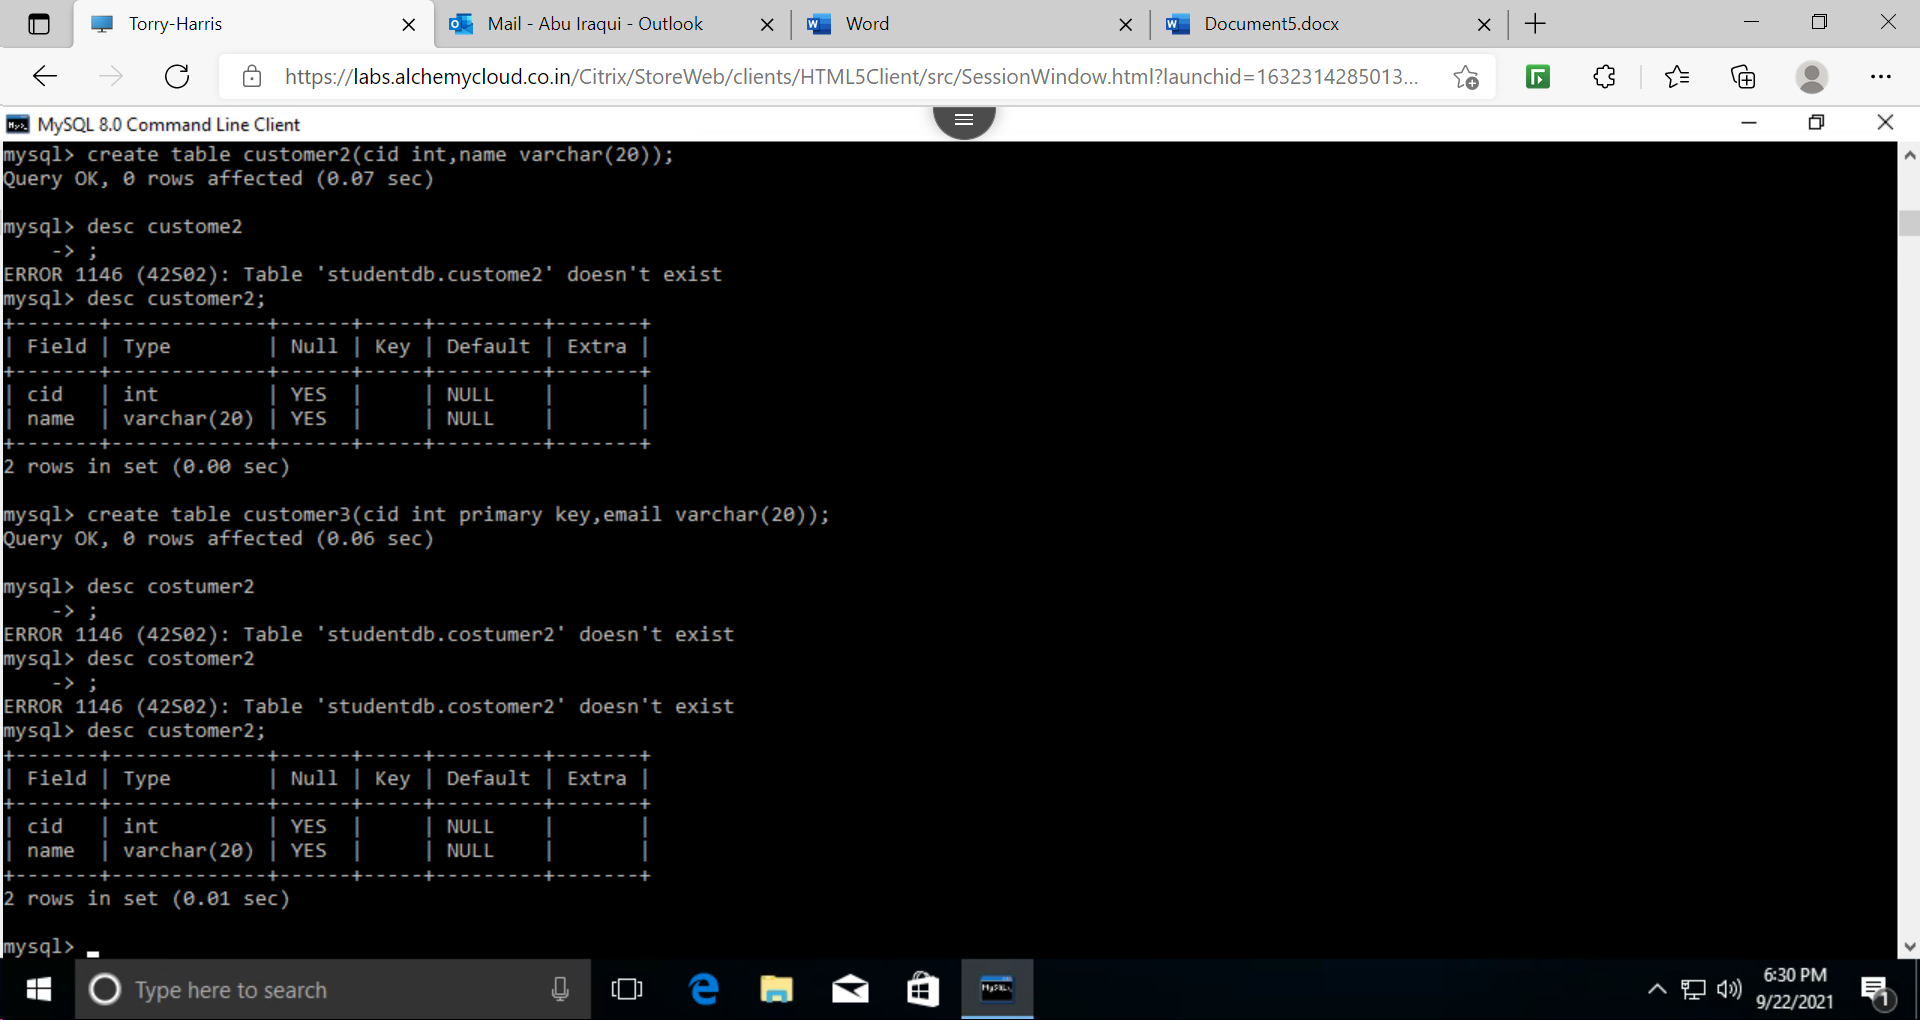 Torry-Harris
Mail - Abu Iraqui - Outlook
Word
Document5.docx
https://labs.alchemycloud.co.in/Citrix/StoreWeb/clients/HTML5Client/src/SessionWindow.html?launchid=1632314285013...
MySQL 8.0 Command Line Client
mysql> create table customer2(cid int,name varchar(20));
Query OK, 0 rows affected (0.07 sec)
mysql> desc custome2
    -> ;
ERROR 1146 (42S02): Table 'studentdb.custome2' doesn't exist
mysql> desc customer2;
+-------+-------------+------+-----+---------+-------+
| Field | Type        | Null | Key | Default | Extra |
+-------+-------------+------+-----+---------+-------+
| cid   | int         | YES  |     | NULL    |       |
| name  | varchar(20) | YES  |     | NULL    |       |
+-------+-------------+------+-----+---------+-------+
2 rows in set (0.00 sec)
mysql> create table customer3(cid int primary key,email varchar(20));
Query OK, 0 rows affected (0.06 sec)
mysql> desc costumer2
    -> ;
ERROR 1146 (42S02): Table 'studentdb.costumer2' doesn't exist
mysql> desc costomer2
    -> ;
ERROR 1146 (42S02): Table 'studentdb.costomer2' doesn't exist
mysql> desc customer2;
+-------+-------------+------+-----+---------+-------+
| Field | Type        | Null | Key | Default | Extra |
+-------+-------------+------+-----+---------+-------+
| cid   | int         | YES  |     | NULL    |       |
| name  | varchar(20) | YES  |     | NULL    |       |
+-------+-------------+------+-----+---------+-------+
2 rows in set (0.01 sec)
mysql> _
Type here to search
6:30 PM
9/22/2021
1